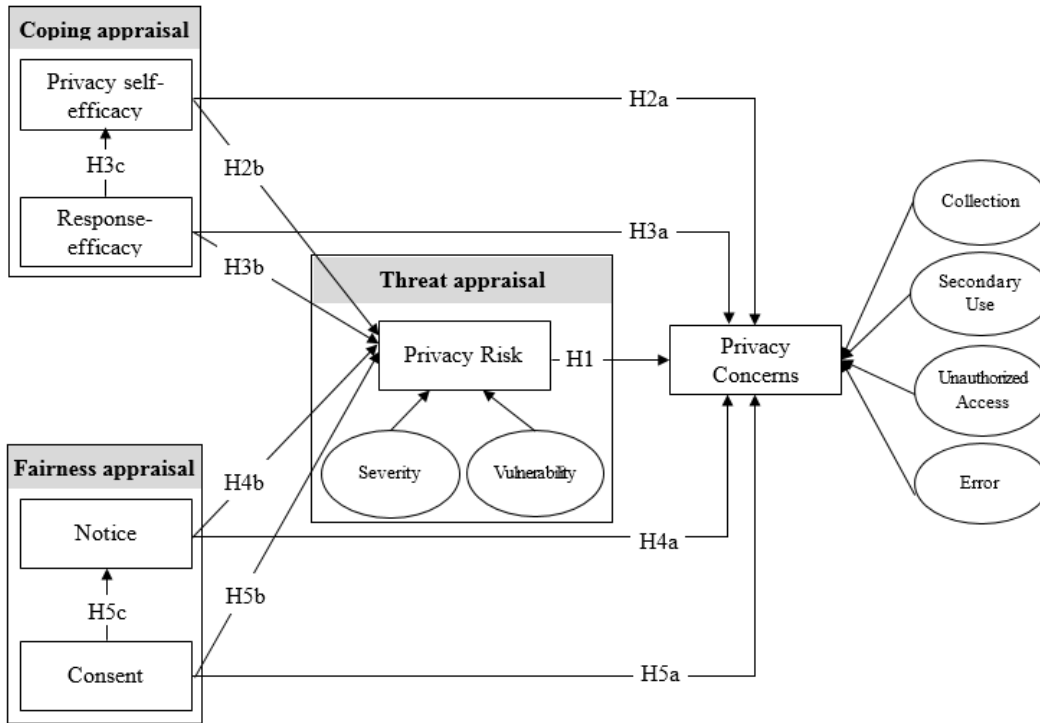 Coping appraisal
Privacy self-
efficacy
H3c
Response-
efficacy
H2a
H2b
H3a
H3b
Threat appraisal
Privacy Risk
H1
Severity
Vulnerability
Privacy
Concerns
Collection
Secondary
Use
Unauthorized
Access
Error
Fairness appraisal
Notice
H5c
Consent
H4b
H4a
H5b
H5a